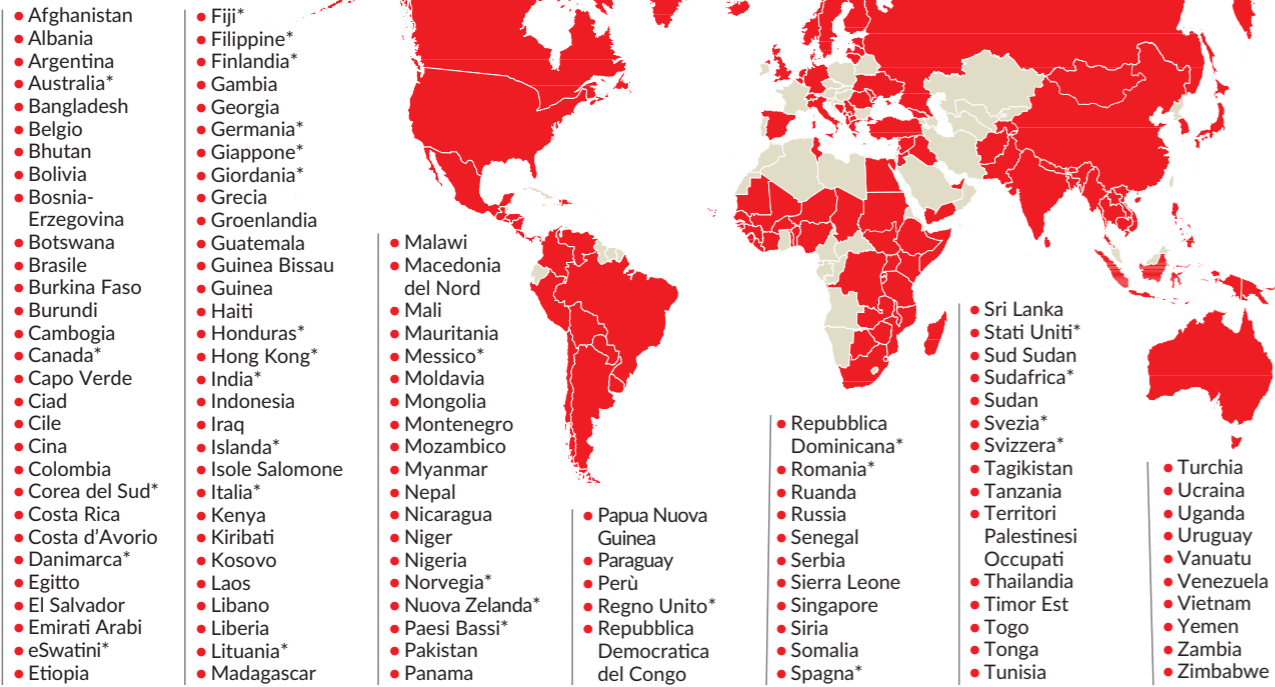 • Afghanistan
• Albania
• Argentina
• Australia*
• Bangladesh
• Belgio
• Bhutan
• Bolivia
• Bosnia-
Erzegovina
• Botswana
• Brasile
• Burkina Faso
• Burundi
• Cambogia
• Canada*
• Capo Verde
• Ciad
• Cile
• Cina
• Colombia
• Corea del Sud*
• Costa Rica
• Costa d'Avorio
• Danimarca*
• Egitto
• El Salvador
• Emirati Arabi
• eSwatini*
• Etiopia
• Fiji*
• Filippine*
• Finlandia*
• Gambia
• Georgia
• Germania*
• Giappone*
• Giordania*
• Grecia
• Groenlandia
• Guatemala
• Guinea Bissau
• Guinea
• Haiti
• Honduras*
• Hong Kong*
• India*
• Indonesia
• Iraq
• Islanda*
• Isole Salomone
• Italia*
• Kenya
• Kiribati
• Kosovo
• Laos
• Libano
• Liberia
• Lituania*
• Madagascar
• Malawi
• Macedonia
del Nord
• Mali
• Mauritania
• Messico*
• Moldavia
• Mongolia
• Montenegro
• Mozambico
• Myanmar
• Nepal
• Nicaragua
• Niger
• Nigeria
• Norvegia*
• Nuova Zelanda*
• Paesi Bassi*
• Pakistan
• Panama
• Papua Nuova
Guinea
• Paraguay
• Perù
• Regno Unito*
• Repubblica
Democratica
del Congo
• Repubblica
Dominicana*
• Romania*
• Ruanda
• Russia
• Senegal
• Serbia
• Sierra Leone
• Singapore
• Siria
• Somalia
• Spagna*
• Sri Lanka
• Stati Uniti*
• Sud Sudan
• Sudafrica*
• Sudan
• Svezia*
• Svizzera*
• Tagikistan
• Tanzania
• Territori
Palestinesi
Occupati
• Thailandia
• Timor Est
• Togo
• Tonga
• Tunisia
• Turchia
• Ucraina
• Uganda
• Uruguay
• Vanuatu
• Venezuela
• Vietnam
• Yemen
• Zambia
• Zimbabwe